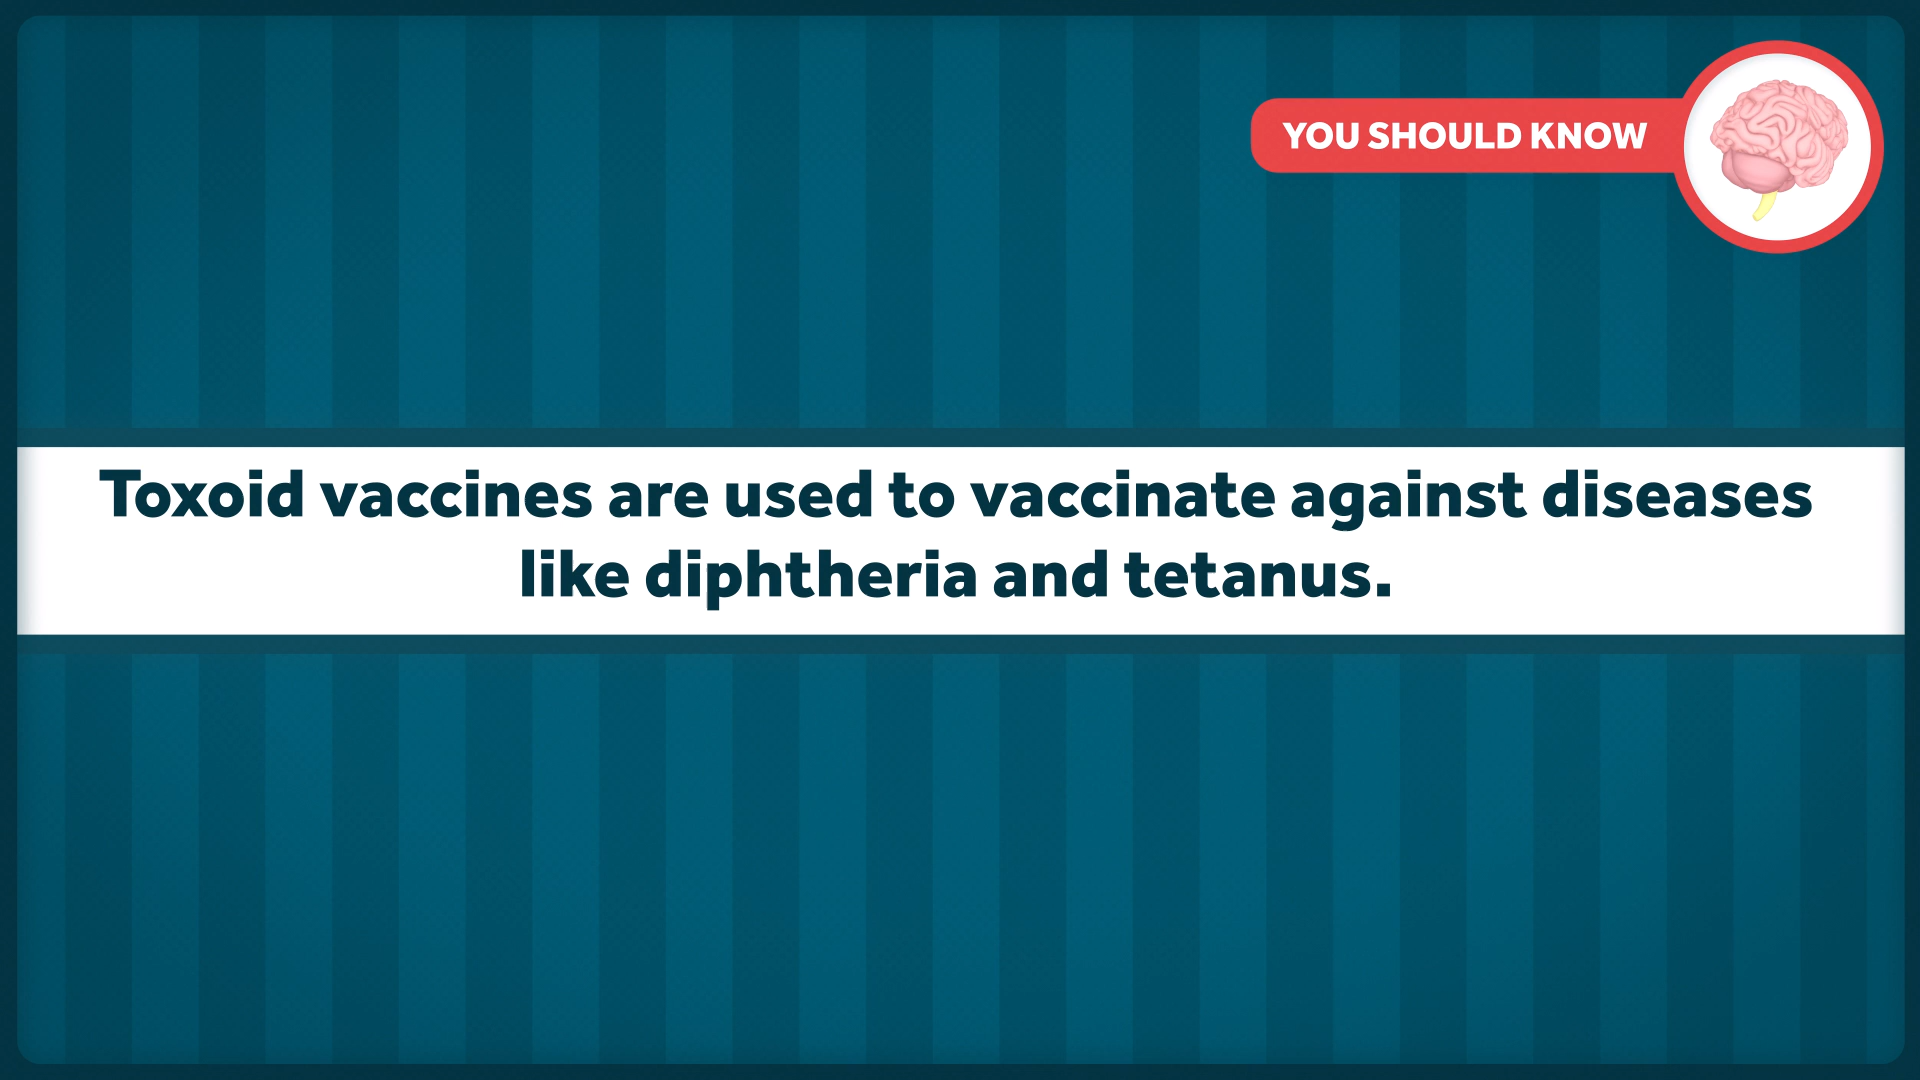 YOU SHOULD KNOW
Toxoid vaccines are used to vaccinate against diseases
like diphtheria and tetanus.